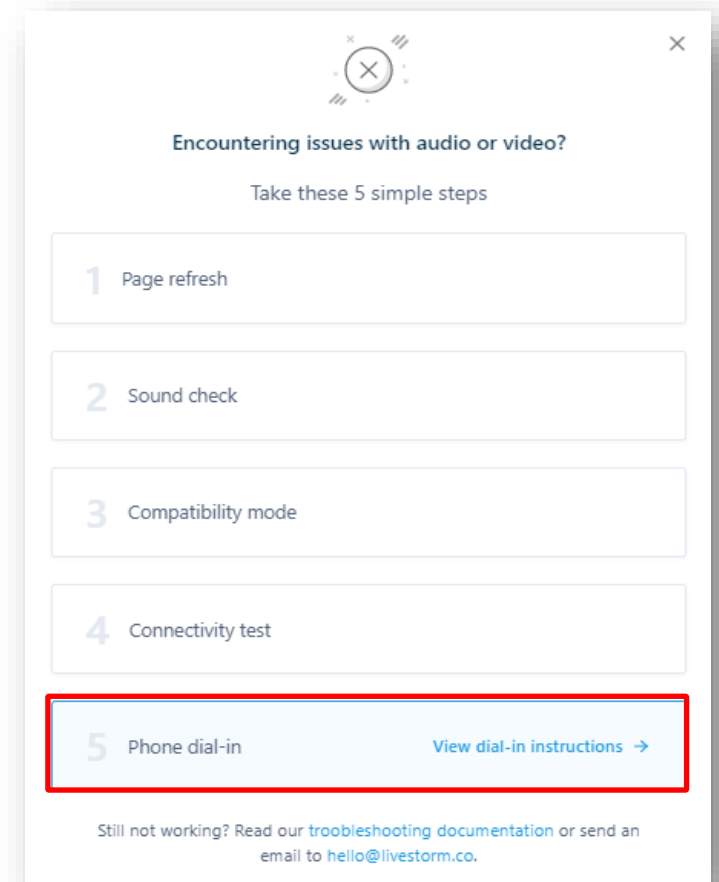 Encountering issues with audio or video?
Take these 5 simple steps
1 Page refresh
2 Sound check
3 Compatibility mode
4 Connectivity test
5 Phone dial-in View dial-in instructions →
Still not working? Read our troobleshooting documentation or send an
email to hello@livestorm.co.